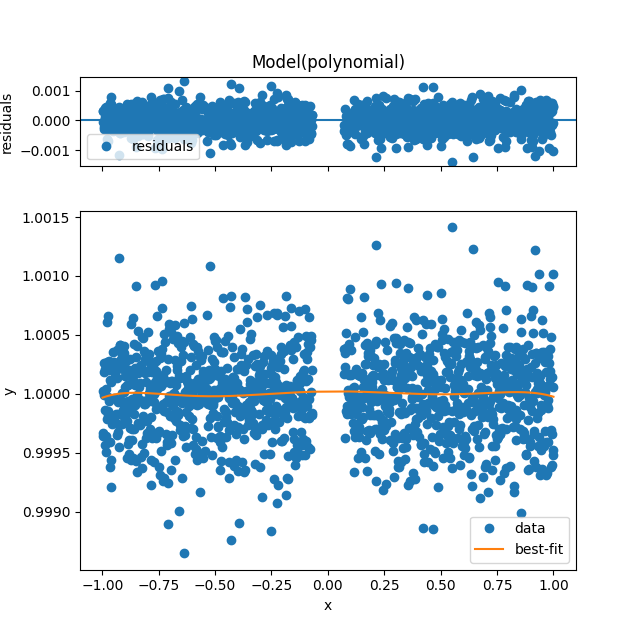 Model(polynomial)
residuals
0.001
0.000
−0.001
residuals
y
1.0015
1.0010
1.0005
1.0000
0.9995
0.9990
data
best-fit
−1.00 −0.75 −0.50 −0.25 0.00 0.25 0.50 0.75 1.00
x